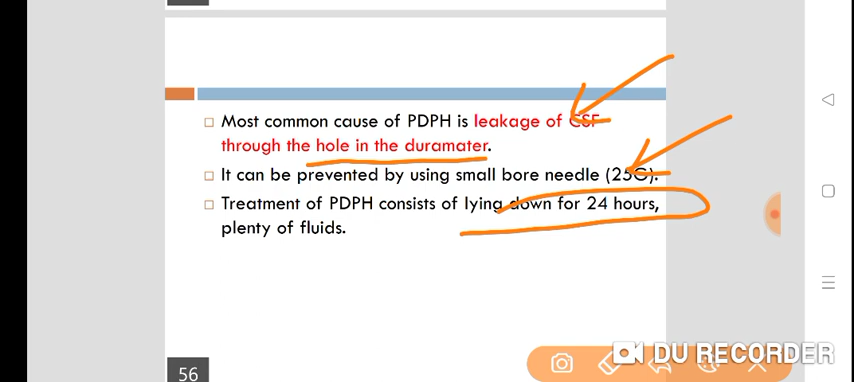 Most common cause of PDPH is leakage of CSF
through the hole in the duramater.
It can be prevented by using small bore needle (25G).
Treatment of PDPH consists of lying down for 24 hours,
plenty of fluids.
56
DU RECORDER